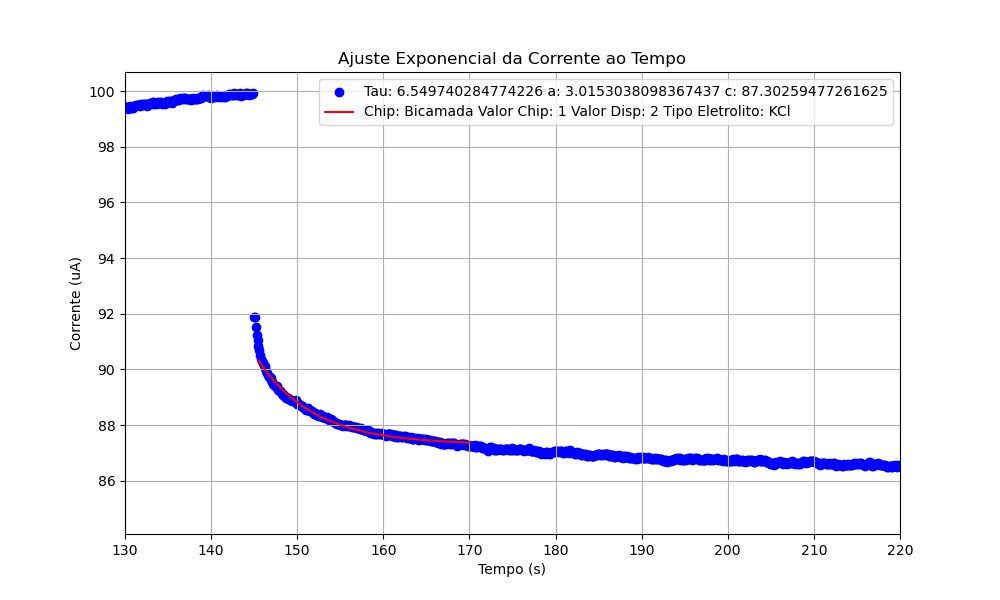 Ajuste Exponencial da Corrente ao Tempo
Tau: 6.549740284774226 a: 3.0153038098367437 c: 87.30259477261625
Chip: Bicamada Valor Chip: 1 Valor Disp: 2 Tipo Eletrolito: KCl
Corrente (uA)
100
98
96
94
92
90
88
86
130 140 150 160 170 180 190 200 210 220
Tempo (s)